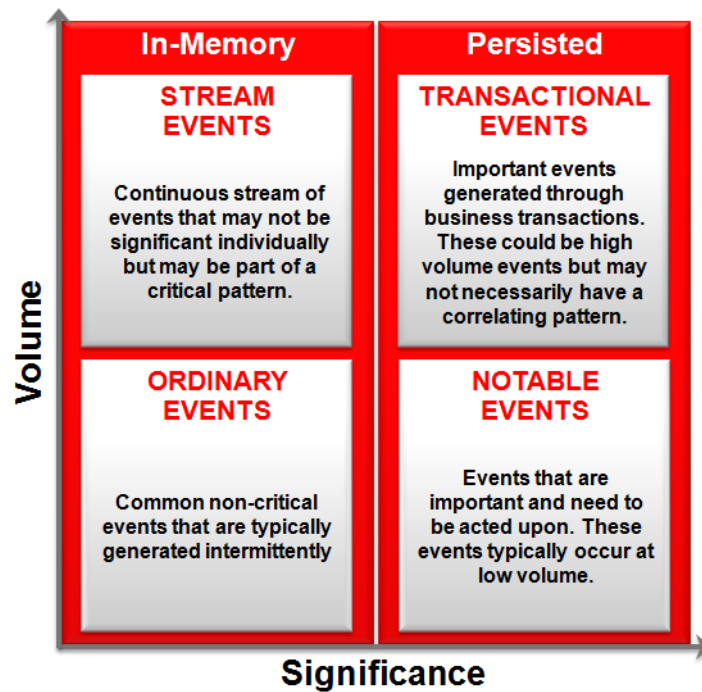 In-Memory
Persisted
STREAM
EVENTS
Continuous stream of
events that may not be
significant individually
but may be part of a
critical pattern.
TRANSACTIONAL
EVENTS
Important events
generated through
business transactions.
These could be high
volume events but may
not necessarily have a
correlating pattern.
ORDINARY
EVENTS
Common non-critical
events that are typically
generated intermittently
NOTABLE
EVENTS
Events that are
important and need to
be acted upon. These
events typically occur at
low volume.
Volume
Significance